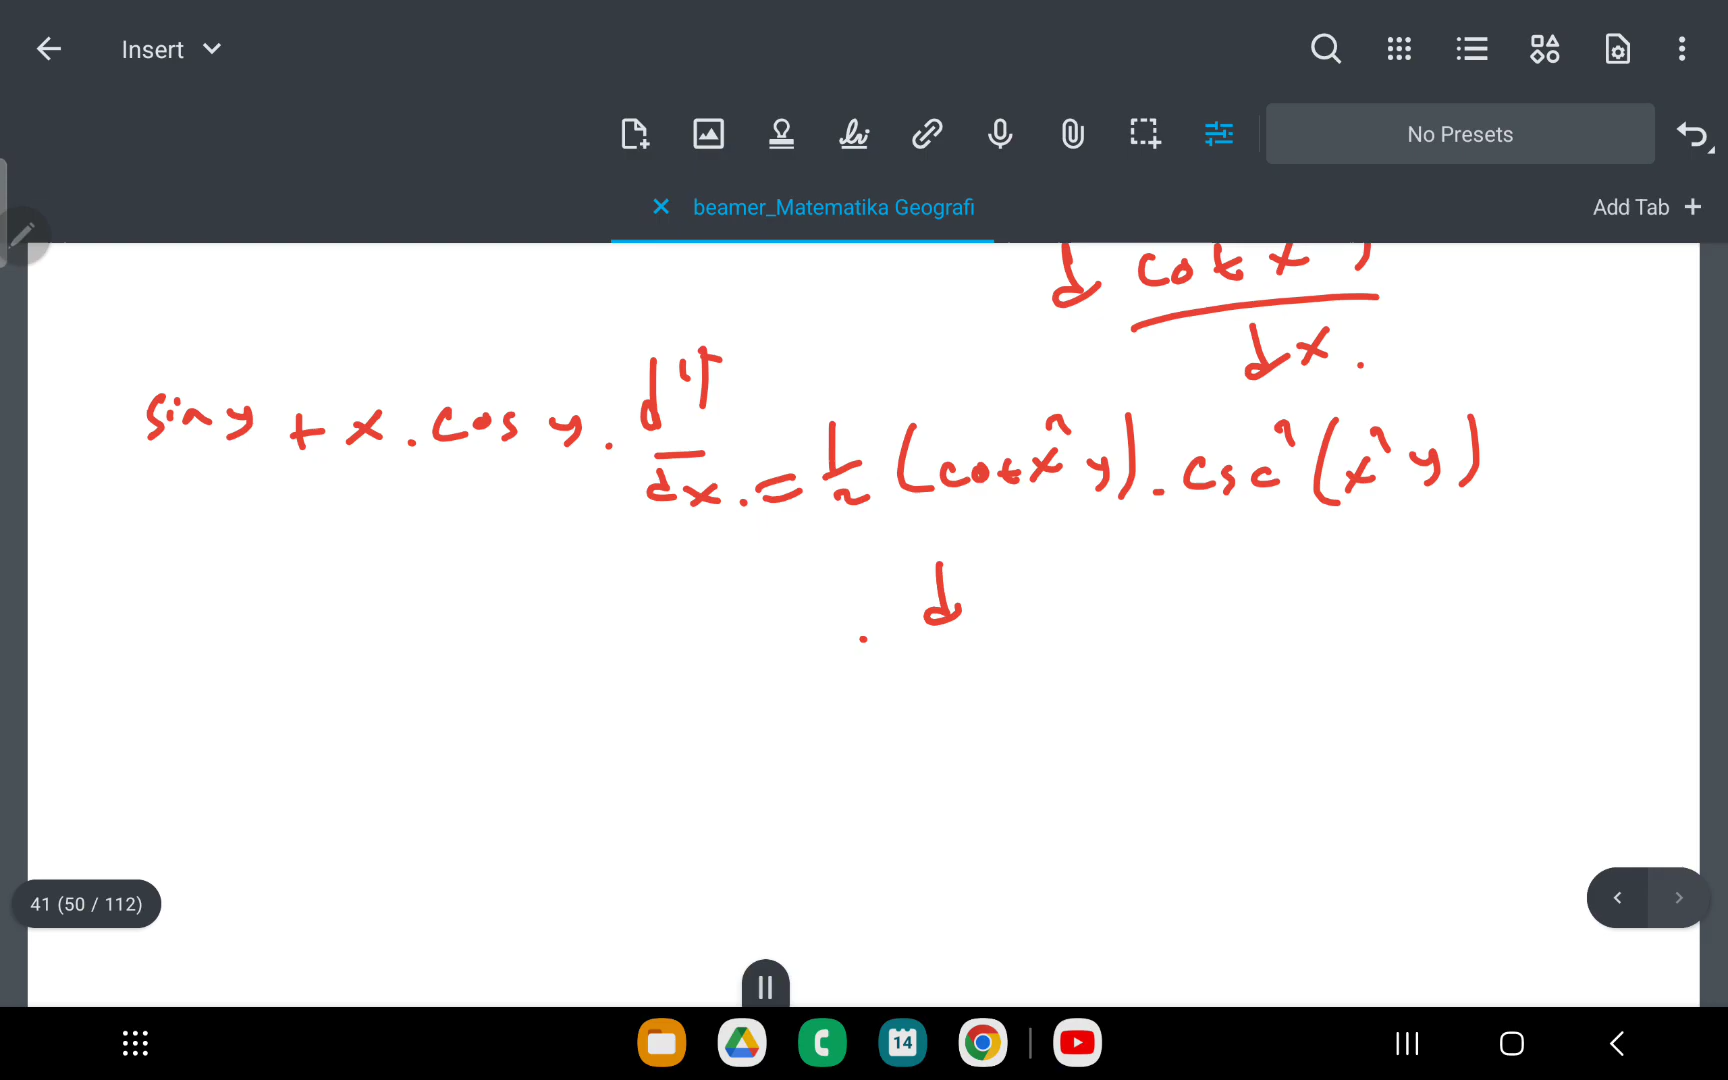 Insert
No Presets
beamer_Matematika Geografi
Add Tab +
d cot x
dx.
sin y + x . cos y . dy/dx . = 1/2 (cot x² y) . csc² (x² y)
. d
41 (50 / 112)
14